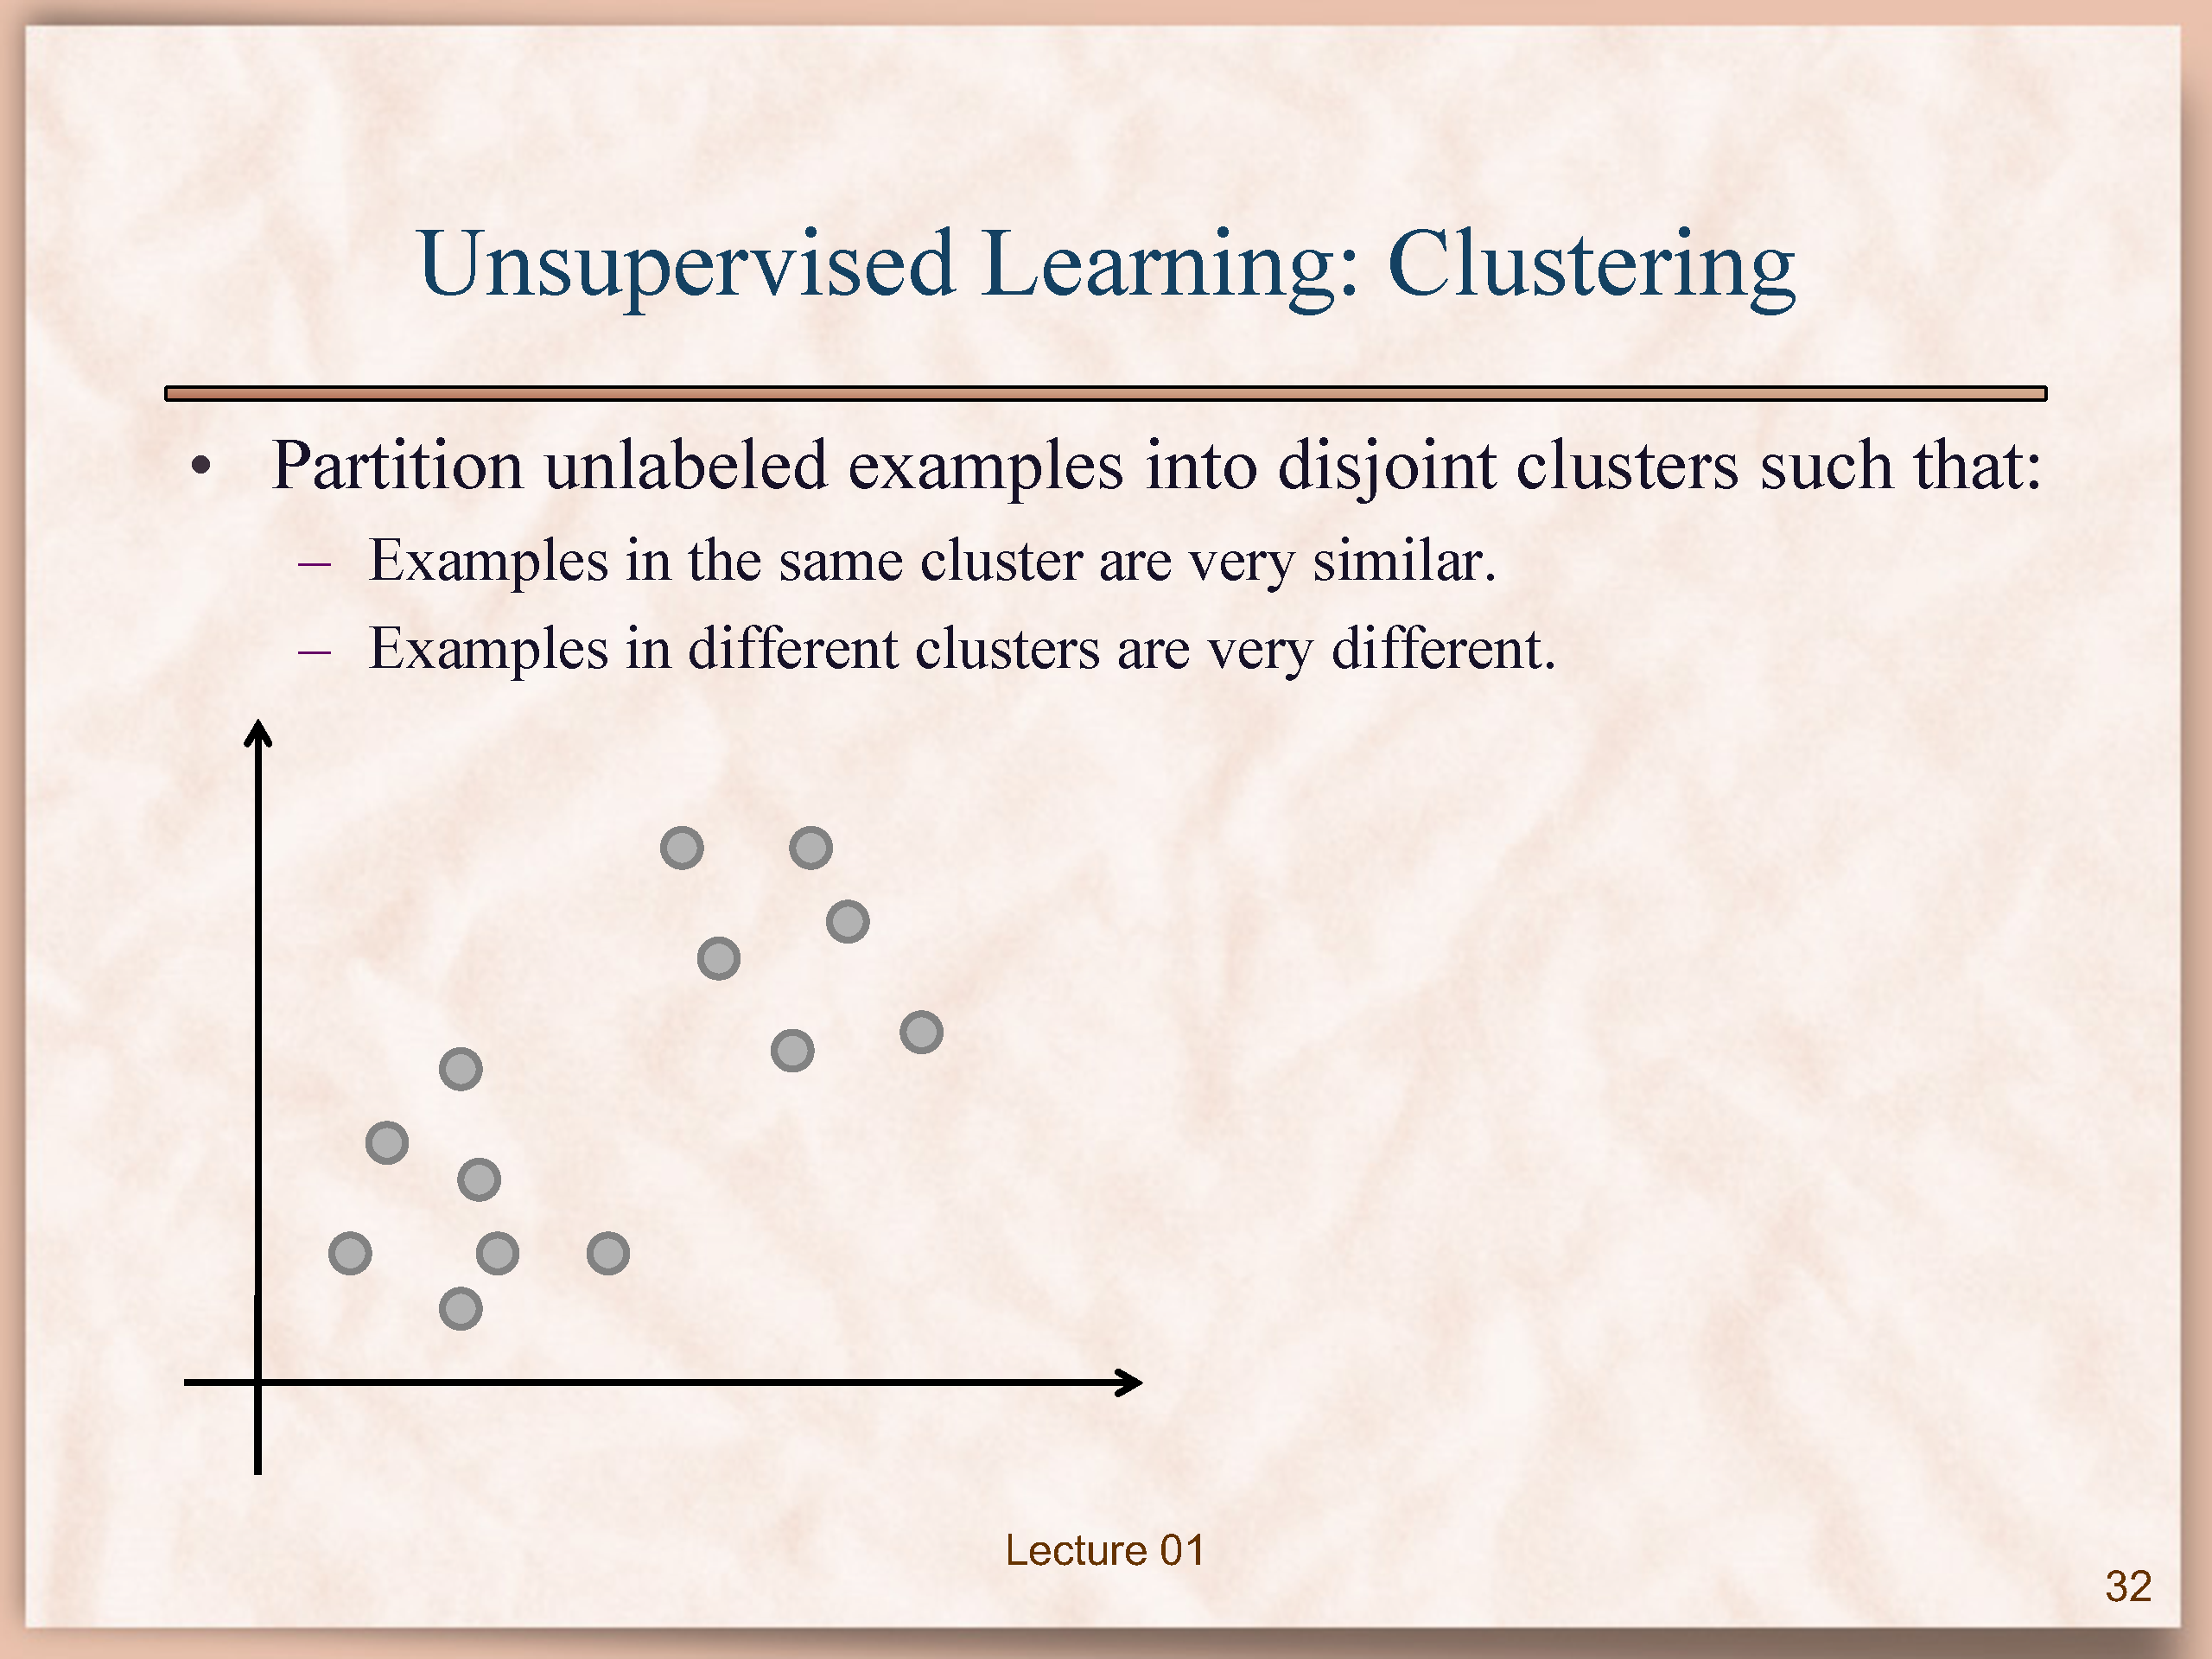 Unsupervised Learning: Clustering
• Partition unlabeled examples into disjoint clusters such that:
– Examples in the same cluster are very similar.
– Examples in different clusters are very different.
Lecture 01
32